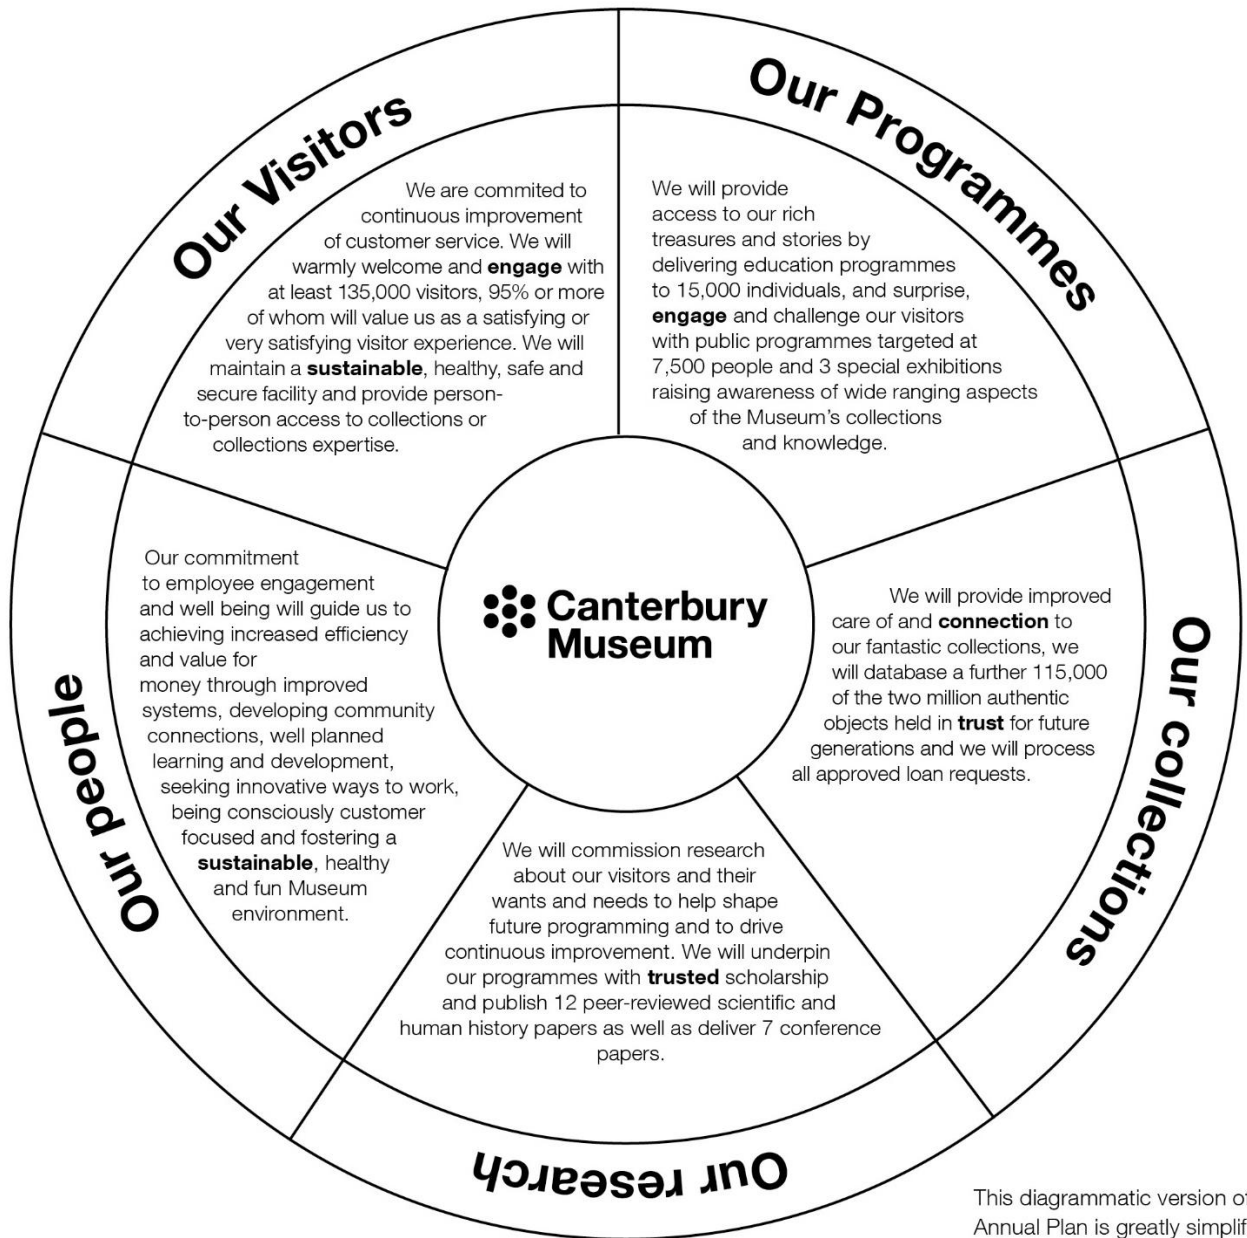 Our Visitors
We are commited to
continuous improvement
of customer service. We will
warmly welcome and engage with
at least 135,000 visitors, 95% or more
of whom will value us as a satisfying or
very satisfying visitor experience. We will
maintain a sustainable, healthy, safe and
secure facility and provide person-
to-person access to collections or
collections expertise.
Our Programmes
We will provide
access to our rich
treasures and stories by
delivering education programmes
to 15,000 individuals, and surprise,
engage and challenge our visitors
with public programmes targeted at
7,500 people and 3 special exhibitions
raising awareness of wide ranging aspects
of the Museum's collections
and knowledge.
Our collections
We will provide improved
care of and connection to
our fantastic collections, we
will database a further 115,000
of the two million authentic
objects held in trust for future
generations and we will process
all approved loan requests.
Our research
We will commission research
about our visitors and their
wants and needs to help shape
future programming and to drive
continuous improvement. We will underpin
our programmes with trusted scholarship
and publish 12 peer-reviewed scientific and
human history papers as well as deliver 7 conference
papers.
Our people
Our commitment
to employee engagement
and well being will guide us to
achieving increased efficiency
and value for
money through improved
systems, developing community
connections, well planned
learning and development,
seeking innovative ways to work,
being consciously customer
focused and fostering a
sustainable, healthy
and fun Museum
environment.
Canterbury
Museum
This diagrammatic version
Annual Plan is greatly